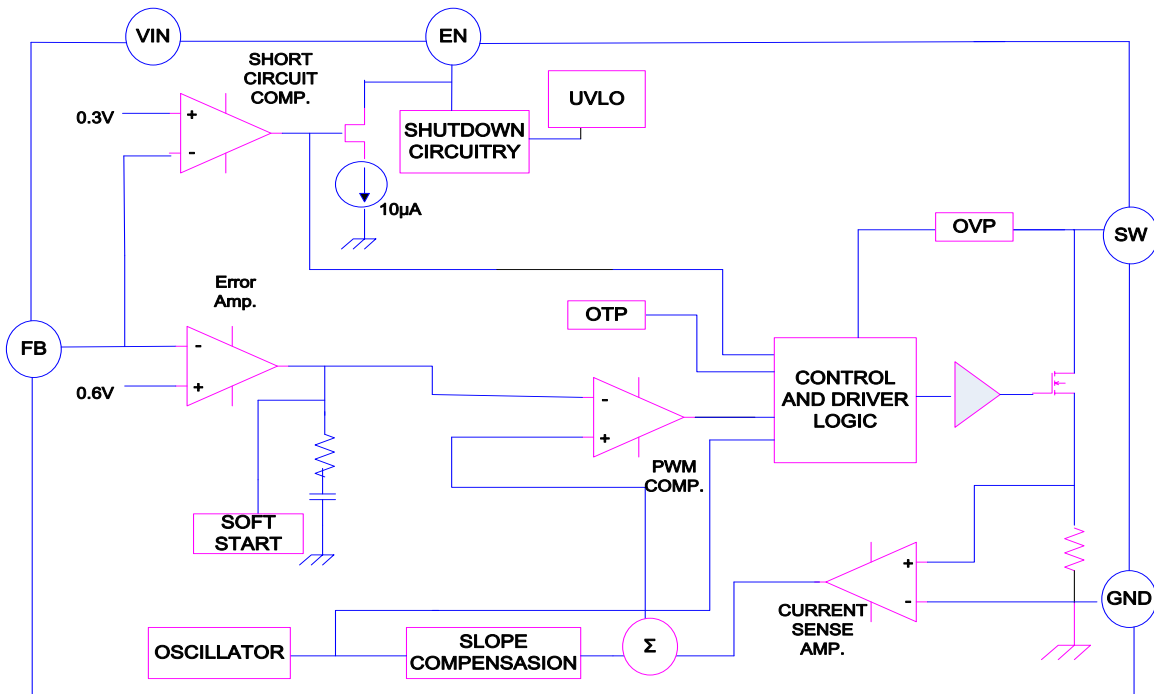 VIN
EN
SHORT
CIRCUIT
COMP.
UVLO
0.3V
+
-
SHUTDOWN
CIRCUITRY
10µA
OVP
SW
Error
Amp.
OTP
FB
-
0.6V
+
CONTROL
AND DRIVER
LOGIC
-
+
PWM
COMP.
SOFT
START
+
-
GND
CURRENT
SENSE
AMP.
OSCILLATOR
SLOPE
COMPENSASION
Σ